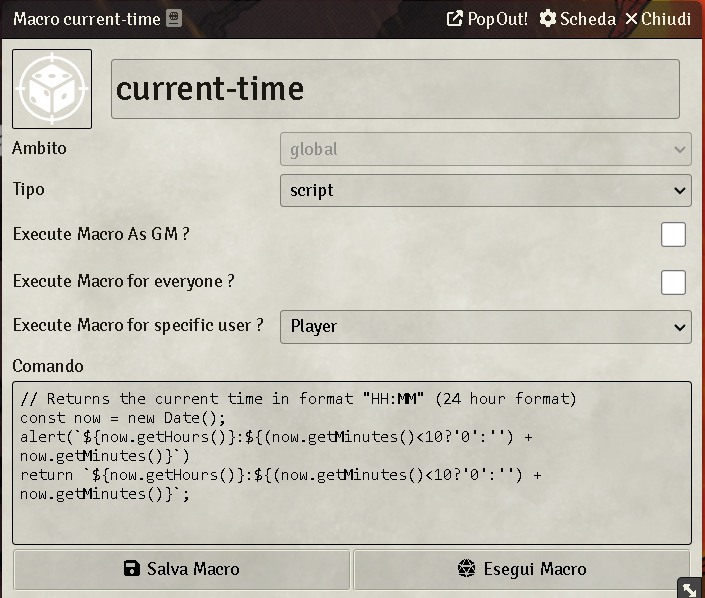 Macro current-time PopOut! Scheda Chiudi
current-time
Ambito global
Tipo script
Execute Macro As GM ?
Execute Macro for everyone ?
Execute Macro for specific user ? Player
Comando
// Returns the current time in format "HH:MM" (24 hour format)
const now = new Date();
alert(`${now.getHours()}:${(now.getMinutes()<10?'0':'') +
now.getMinutes()}`)
return `${now.getHours()}:${(now.getMinutes()<10?'0':'') +
now.getMinutes()}`;
Salva Macro Esegui Macro